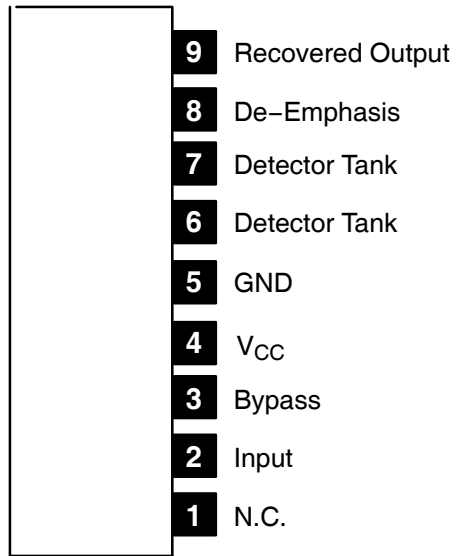 9 Recovered Output
8 De−Emphasis
7 Detector Tank
6 Detector Tank
5 GND
4 VCC
3 Bypass
2 Input
1 N.C.